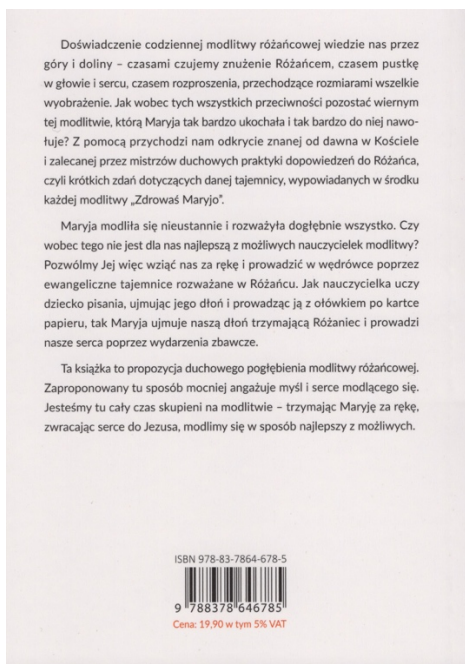 Doświadczenie codziennej modlitwy różańcowej wiedzie nas przez
góry i doliny – czasami czujemy znużenie Różańcem, czasem pustkę
w głowie i sercu, czasem rozproszenia, przechodzące rozmiarami wszelkie
wyobrażenie. Jak wobec tych wszystkich przeciwności pozostać wiernym
tej modlitwie, którą Maryja tak bardzo ukochała i tak bardzo do niej nawo-
łuje? Z pomocą przychodzi nam odkrycie znanej od dawna w Kościele
i zalecanej przez mistrzów duchowych praktyki dopowiedzeń do Różańca,
czyli krótkich zdań dotyczących danej tajemnicy, wypowiadanych w środku
każdej modlitwy „Zdrowaś Maryjo”.
Maryja modliła się nieustannie i rozważyła dogłębnie wszystko. Czy
wobec tego nie jest dla nas najlepszą z możliwych nauczycielek modlitwy?
Pozwólmy Jej więc wziąć nas za rękę i prowadzić w wędrówce poprzez
ewangeliczne tajemnice rozważane w Różańcu. Jak nauczycielka uczy
dziecko pisania, ujmując jego dłoń i prowadząc ją z ołówkiem po kartce
papieru, tak Maryja ujmuje naszą dłoń trzymającą Różaniec i prowadzi
nasze serca poprzez wydarzenia zbawcze.
Ta książka to propozycja duchowego pogłębienia modlitwy różańcowej.
Zaproponowany tu sposób mocniej angażuje myśl i serce modlącego się.
Jesteśmy tu cały czas skupieni na modlitwie – trzymając Maryję za rękę,
zwracając serce do Jezusa, modlimy się w sposób najlepszy z możliwych.
ISBN 978-83-7864-678-5
9 788378 646785
Cena: 19,90 w tym 5% VAT